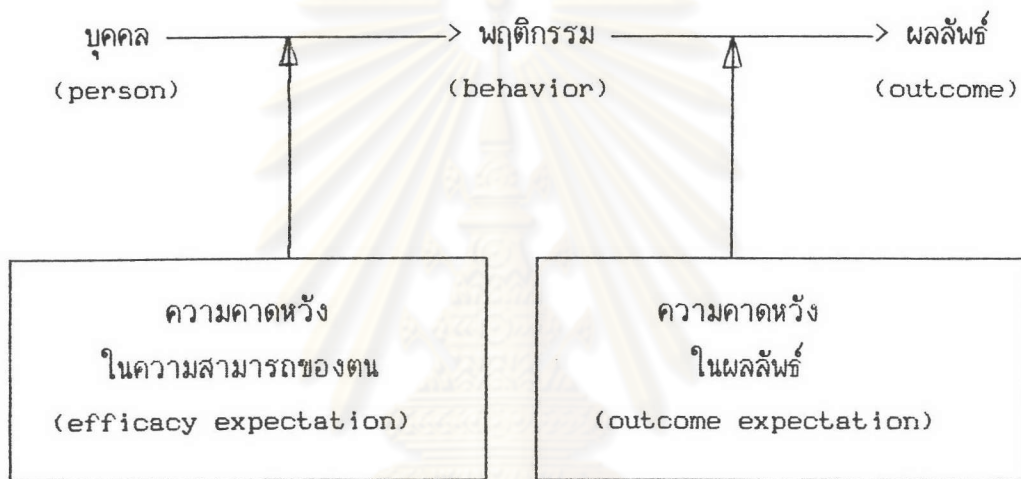 บุคคล พฤติกรรม ผลลัพธ์
(person) (behavior) (outcome)
ความคาดหวัง
ในความสามารถของตน
(efficacy expectation)
ความคาดหวัง
ในผลลัพธ์
(outcome expectation)